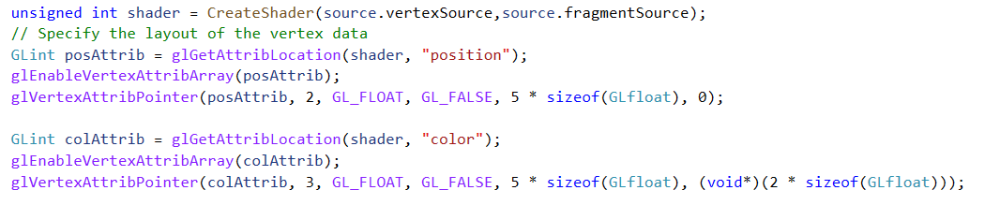 unsigned int shader = CreateShader(source.vertexSource,source.fragmentSource);
// Specify the layout of the vertex data
GLint posAttrib = glGetAttribLocation(shader, "position");
glEnableVertexAttribArray(posAttrib);
glVertexAttribPointer(posAttrib, 2, GL_FLOAT, GL_FALSE, 5 * sizeof(GLfloat), 0);
GLint colAttrib = glGetAttribLocation(shader, "color");
glEnableVertexAttribArray(colAttrib);
glVertexAttribPointer(colAttrib, 3, GL_FLOAT, GL_FALSE, 5 * sizeof(GLfloat), (void*)(2 * sizeof(GLfloat)));